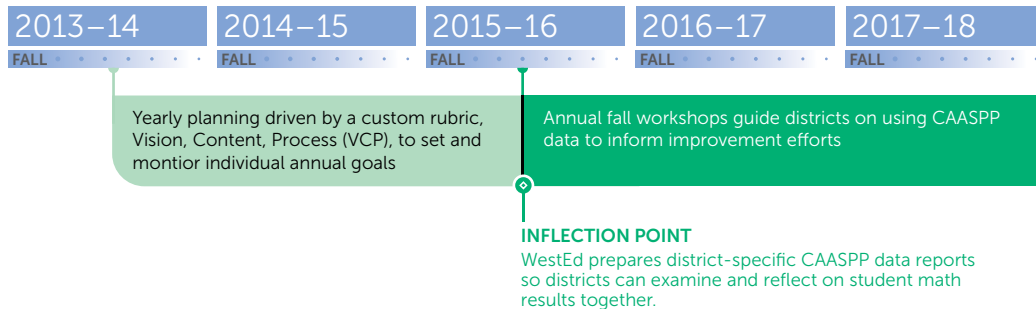 2013–14 2014–15 2015–16 2016–17 2017–18
FALL FALL FALL FALL FALL
Yearly planning driven by a custom rubric,
Vision, Content, Process (VCP), to set and
montior individual annual goals
Annual fall workshops guide districts on using CAASPP
data to inform improvement efforts
INFLECTION POINT
WestEd prepares district-specific CAASPP data reports
so districts can examine and reflect on student math
results together.